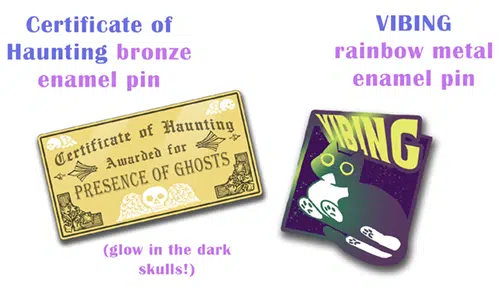 Certificate of
Haunting bronze
enamel pin
VIBING
rainbow metal
enamel pin
Certificate of Haunting
Awarded for
PRESENCE OF GHOSTS
VIBING
(glow in the dark
skulls!)